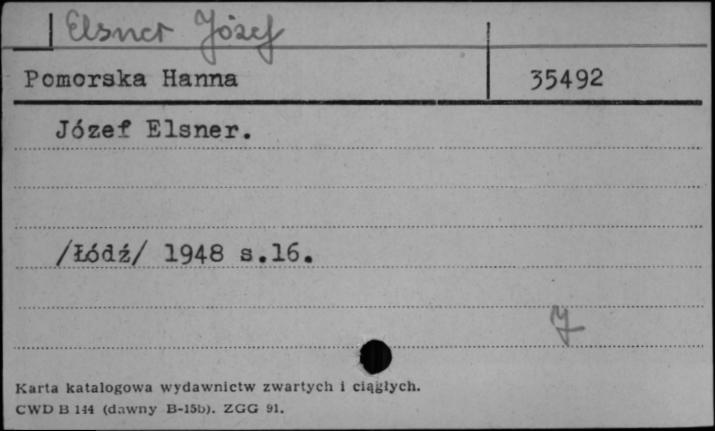 Elsner Józef
Pomorska Hanna 35492
Józef Elsner.
/Łódź/ 1948 s.16.
Karta katalogowa wydawnictw zwartych i ciągłych.
CWD B 144 (dawny B-15b). ZGG 91.